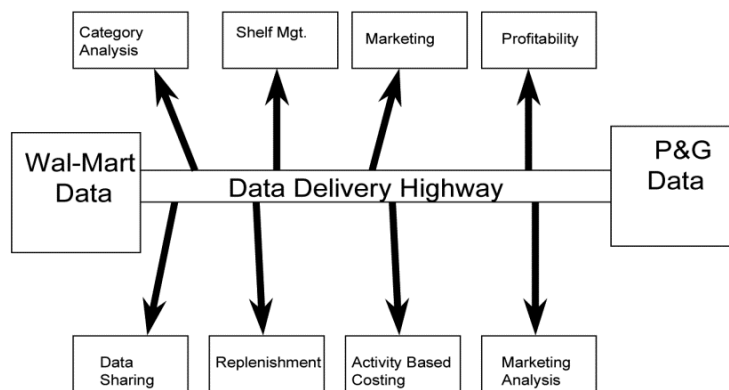 Category
Analysis
Shelf Mgt.
Marketing
Profitability
Wal-Mart
Data
Data Delivery Highway
P&G
Data
Data
Sharing
Replenishment
Activity Based
Costing
Marketing
Analysis